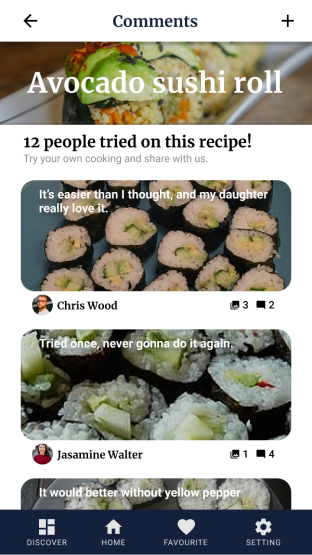 Comments
Avocado sushi roll
12 people tried on this recipe!
Try your own cooking and share with us.
It's easier than I thought, and my daughter
really love it.
Chris Wood 3 2
Tried once, never gonna do it again.
Jasamine Walter 1 4
It would better without yellow pepper
DISCOVER HOME FAVOURITE SETTING